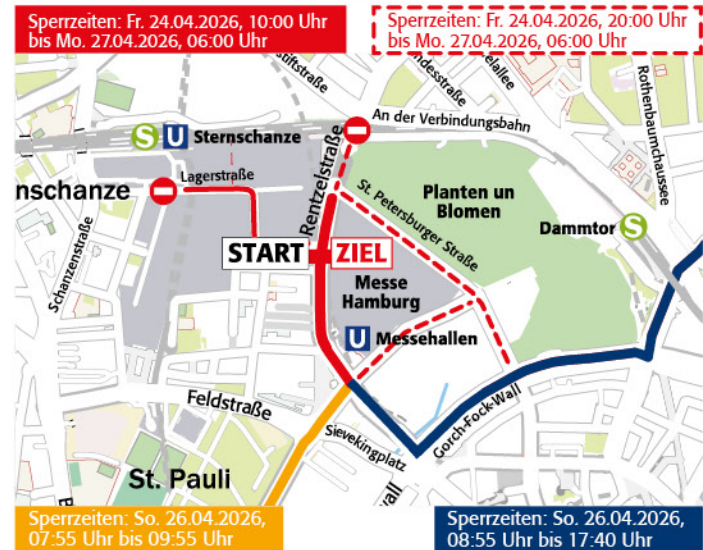 Sperrzeiten: Fr. 24.04.2026, 10:00 Uhr
bis Mo. 27.04.2026, 06:00 Uhr
Sperrzeiten: Fr. 24.04.2026, 20:00 Uhr
bis Mo. 27.04.2026, 06:00 Uhr
Rothenbaumchaussee
An der Verbindungsbahn
S U Sternschanze
Lagerstraße
nschanze
Rentzelstraße
St. Petersburger Straße
Planten un
Blomen
Dammtor S
Schanzenstraße
START ZIEL
Messe
Hamburg
U Messehallen
Feldstraße
Gorch-Fock-Wall
Sievekingplatz
wall
St. Pauli
Sperrzeiten: So. 26.04.2026,
07:55 Uhr bis 09:55 Uhr
Sperrzeiten: So. 26.04.2026,
08:55 Uhr bis 17:40 Uhr